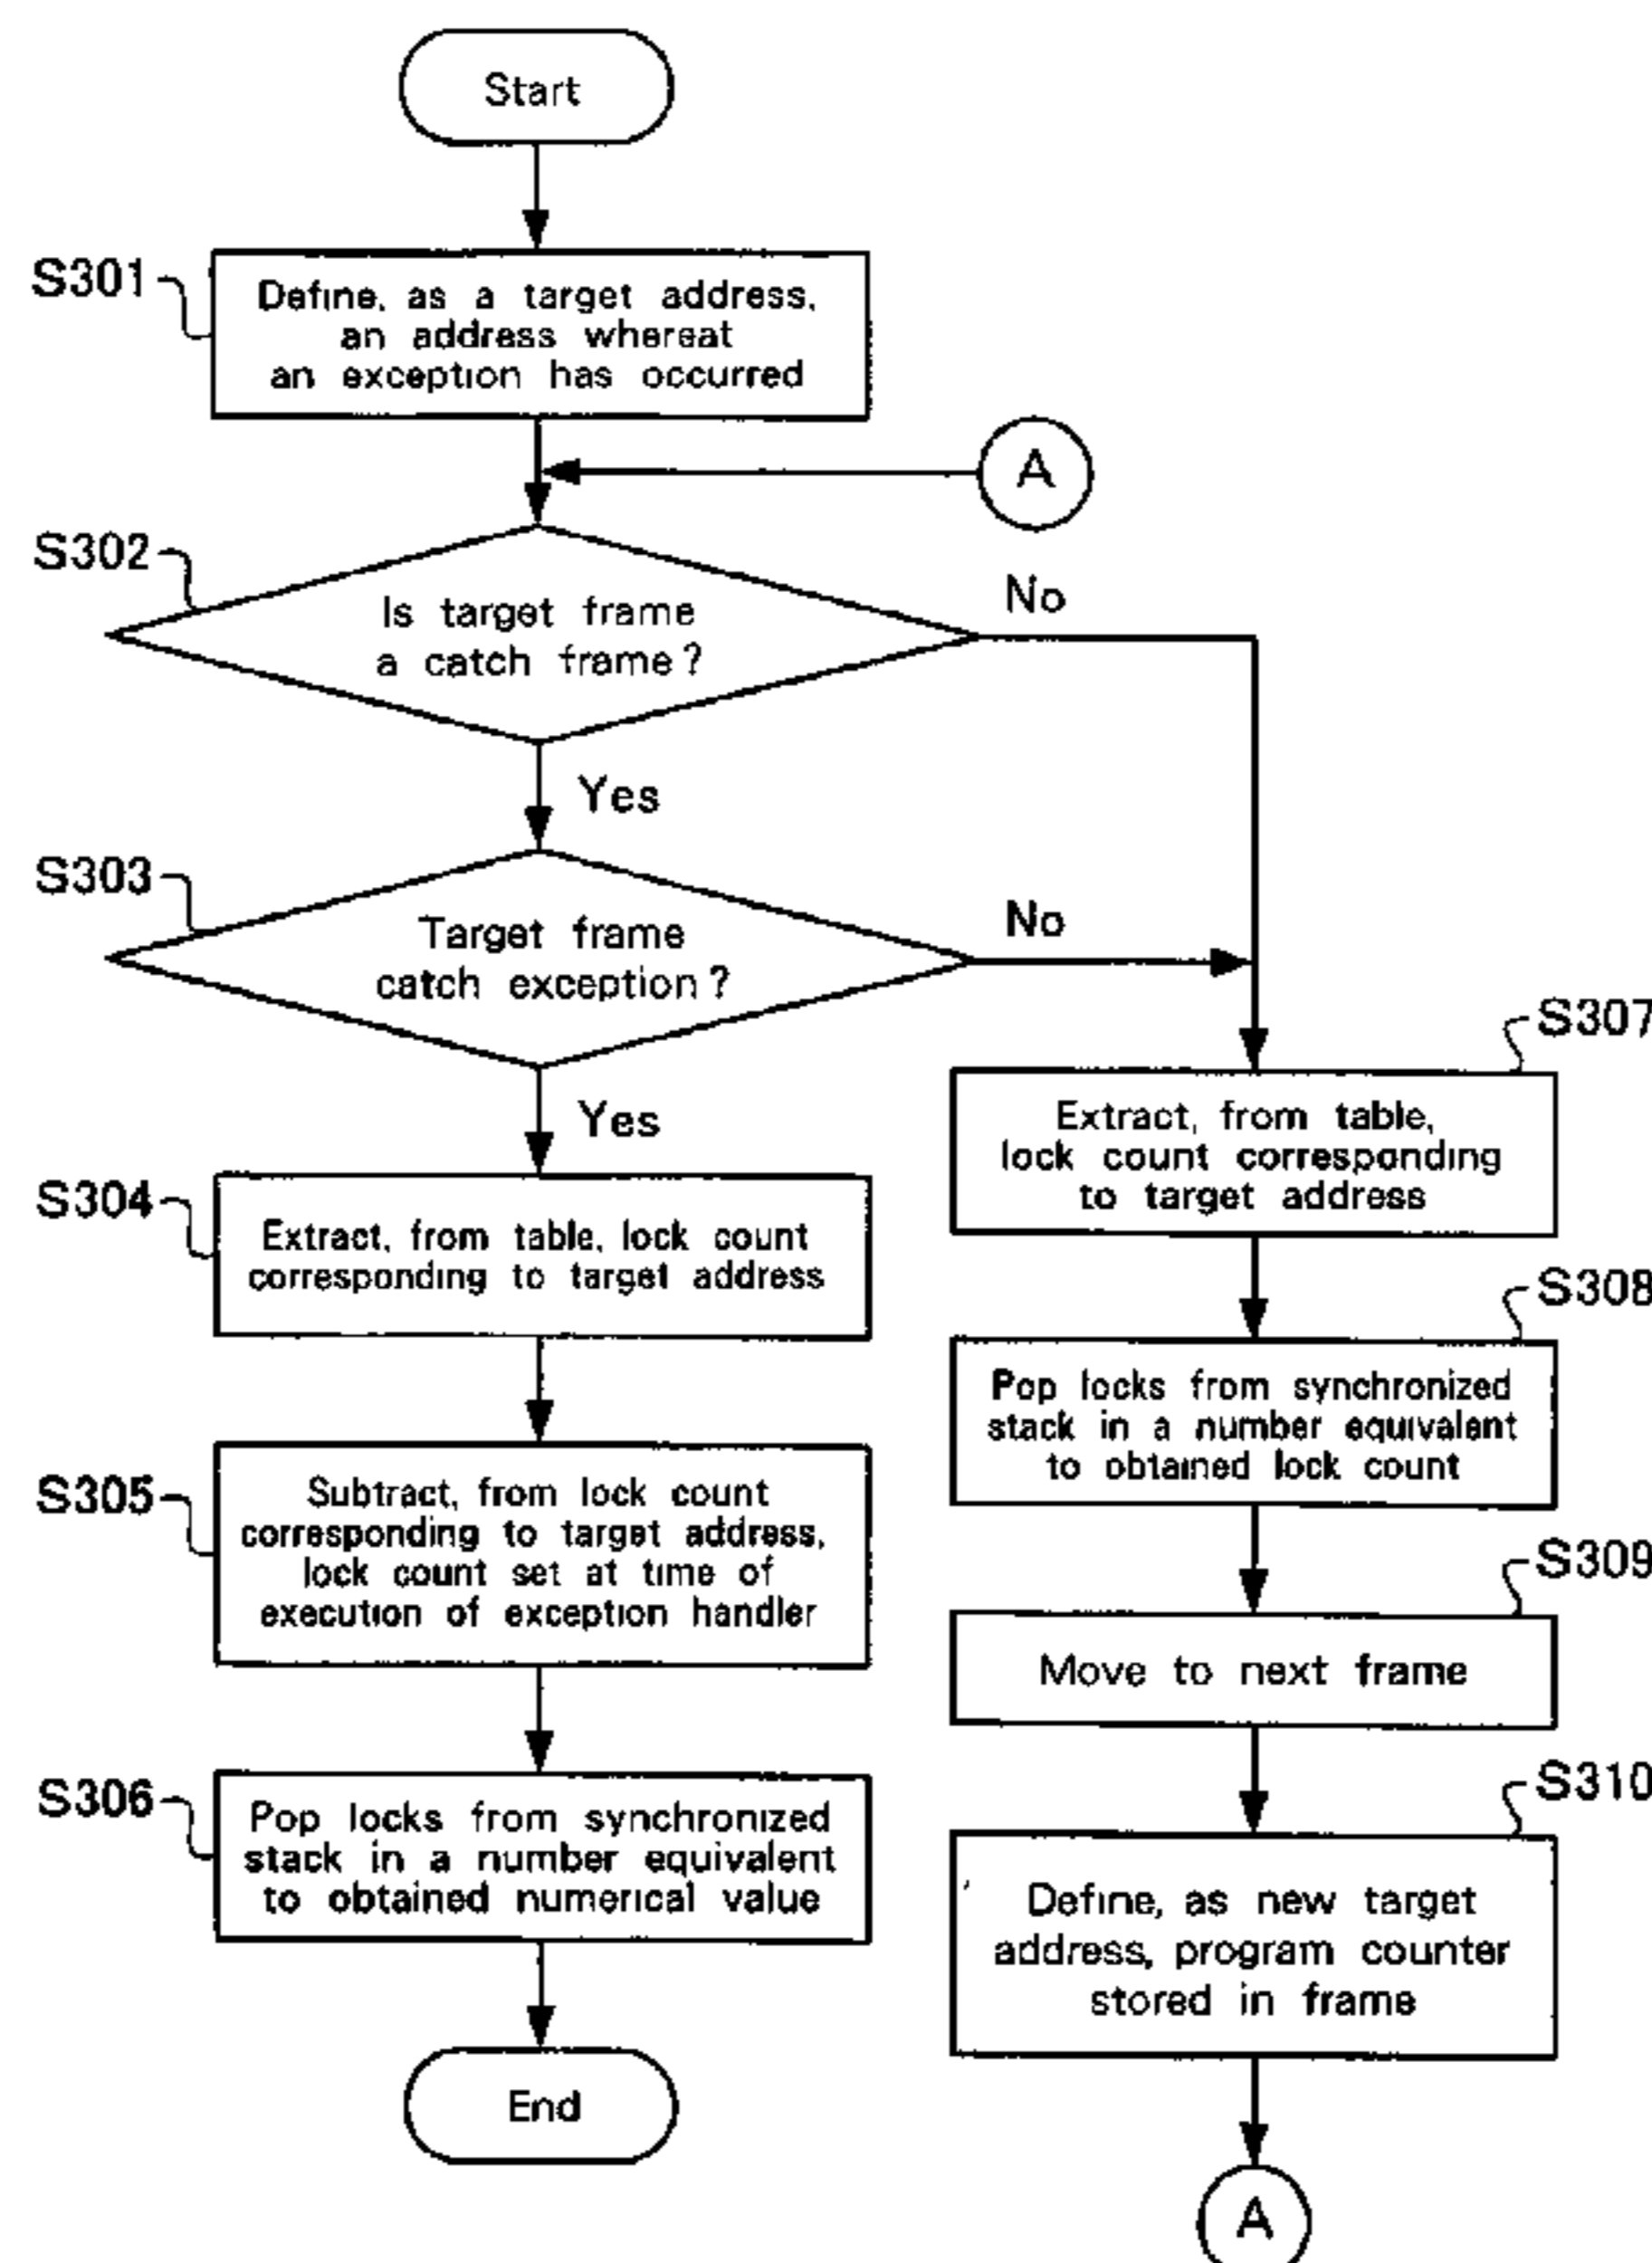 Start
S301
Define, as a target address,
an address whereat
an exception has occurred
A
S302
Is target frame
a catch frame?
No
Yes
S303
Target frame
catch exception?
No
Yes
S304
Extract, from table, lock count
corresponding to target address
S305
Subtract, from lock count
corresponding to target address,
lock count set at time of
execution of exception handler
S306
Pop locks from synchronized
stack in a number equivalent
to obtained numerical value
End
S307
Extract, from table,
lock count corresponding
to target address
S308
Pop locks from synchronized
stack in a number equivalent
to obtained lock count
S309
Move to next frame
S310
Define, as new target
address, program counter
stored in frame
A